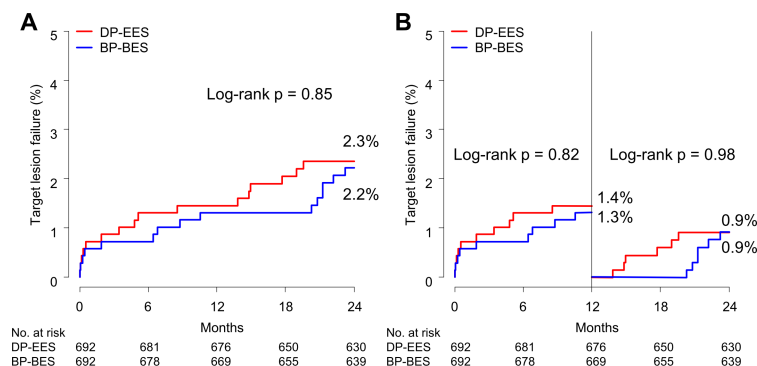 A
DP-EES
BP-BES
Target lesion failure (%)
5
4
3
2
1
0
Log-rank p = 0.85
2.3%
2.2%
0 6 12 18 24
Months
No. at risk
DP-EES 692 681 676 650 630
BP-BES 692 678 669 655 639
B
DP-EES
BP-BES
Target lesion failure (%)
5
4
3
2
1
0
Log-rank p = 0.82
Log-rank p = 0.98
1.4%
1.3%
0.9%
0.9%
0 6 12 18 24
Months
No. at risk
DP-EES 692 681 676 650 630
BP-BES 692 678 669 655 639